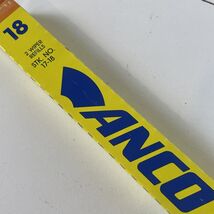 18
2 WIPER
REFILLS
STK. NO.
17-18
ANCO